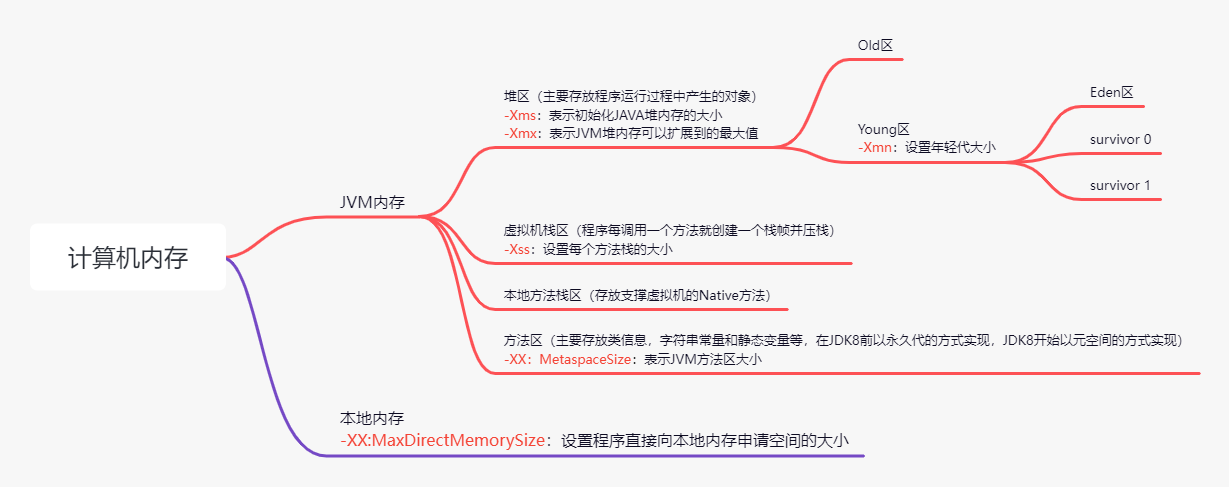 计算机内存
JVM内存
堆区（主要存放程序运行过程中产生的对象）
-Xms：表示初始化JAVA堆内存的大小
-Xmx：表示JVM堆内存可以扩展到的最大值
Old区
Young区
-Xmn：设置年轻代大小
Eden区
survivor 0
survivor 1
虚拟机栈区（程序每调用一个方法就创建一个栈帧并压栈）
-Xss：设置每个方法栈的大小
本地方法栈区（存放支撑虚拟机的Native方法）
方法区（主要存放类信息，字符串常量和静态变量等，在JDK8前以永久代的方式实现，JDK8开始以元空间的方式实现）
-XX：MetaspaceSize：表示JVM方法区大小
本地内存
-XX:MaxDirectMemorySize：设置程序直接向本地内存申请空间的大小